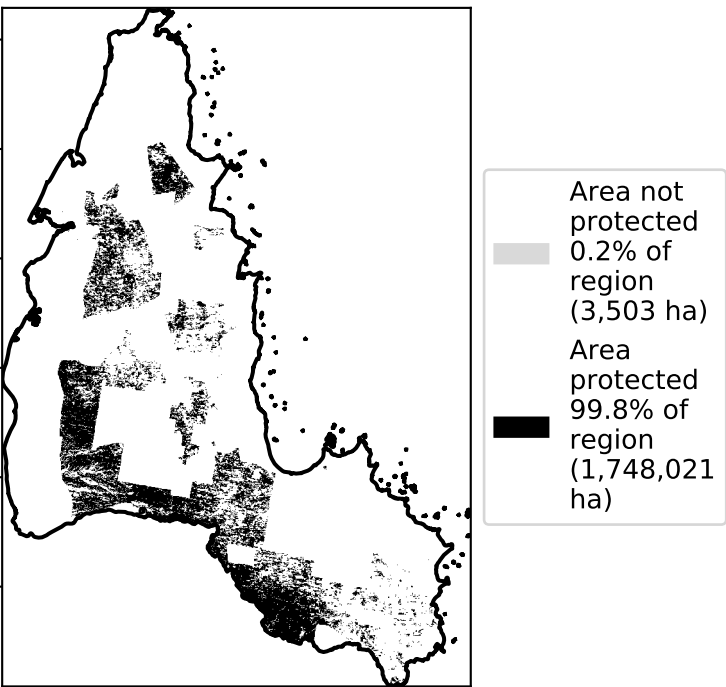 Area not
protected
0.2% of
region
(3,503 ha)
Area
protected
99.8% of
region
(1,748,021
ha)